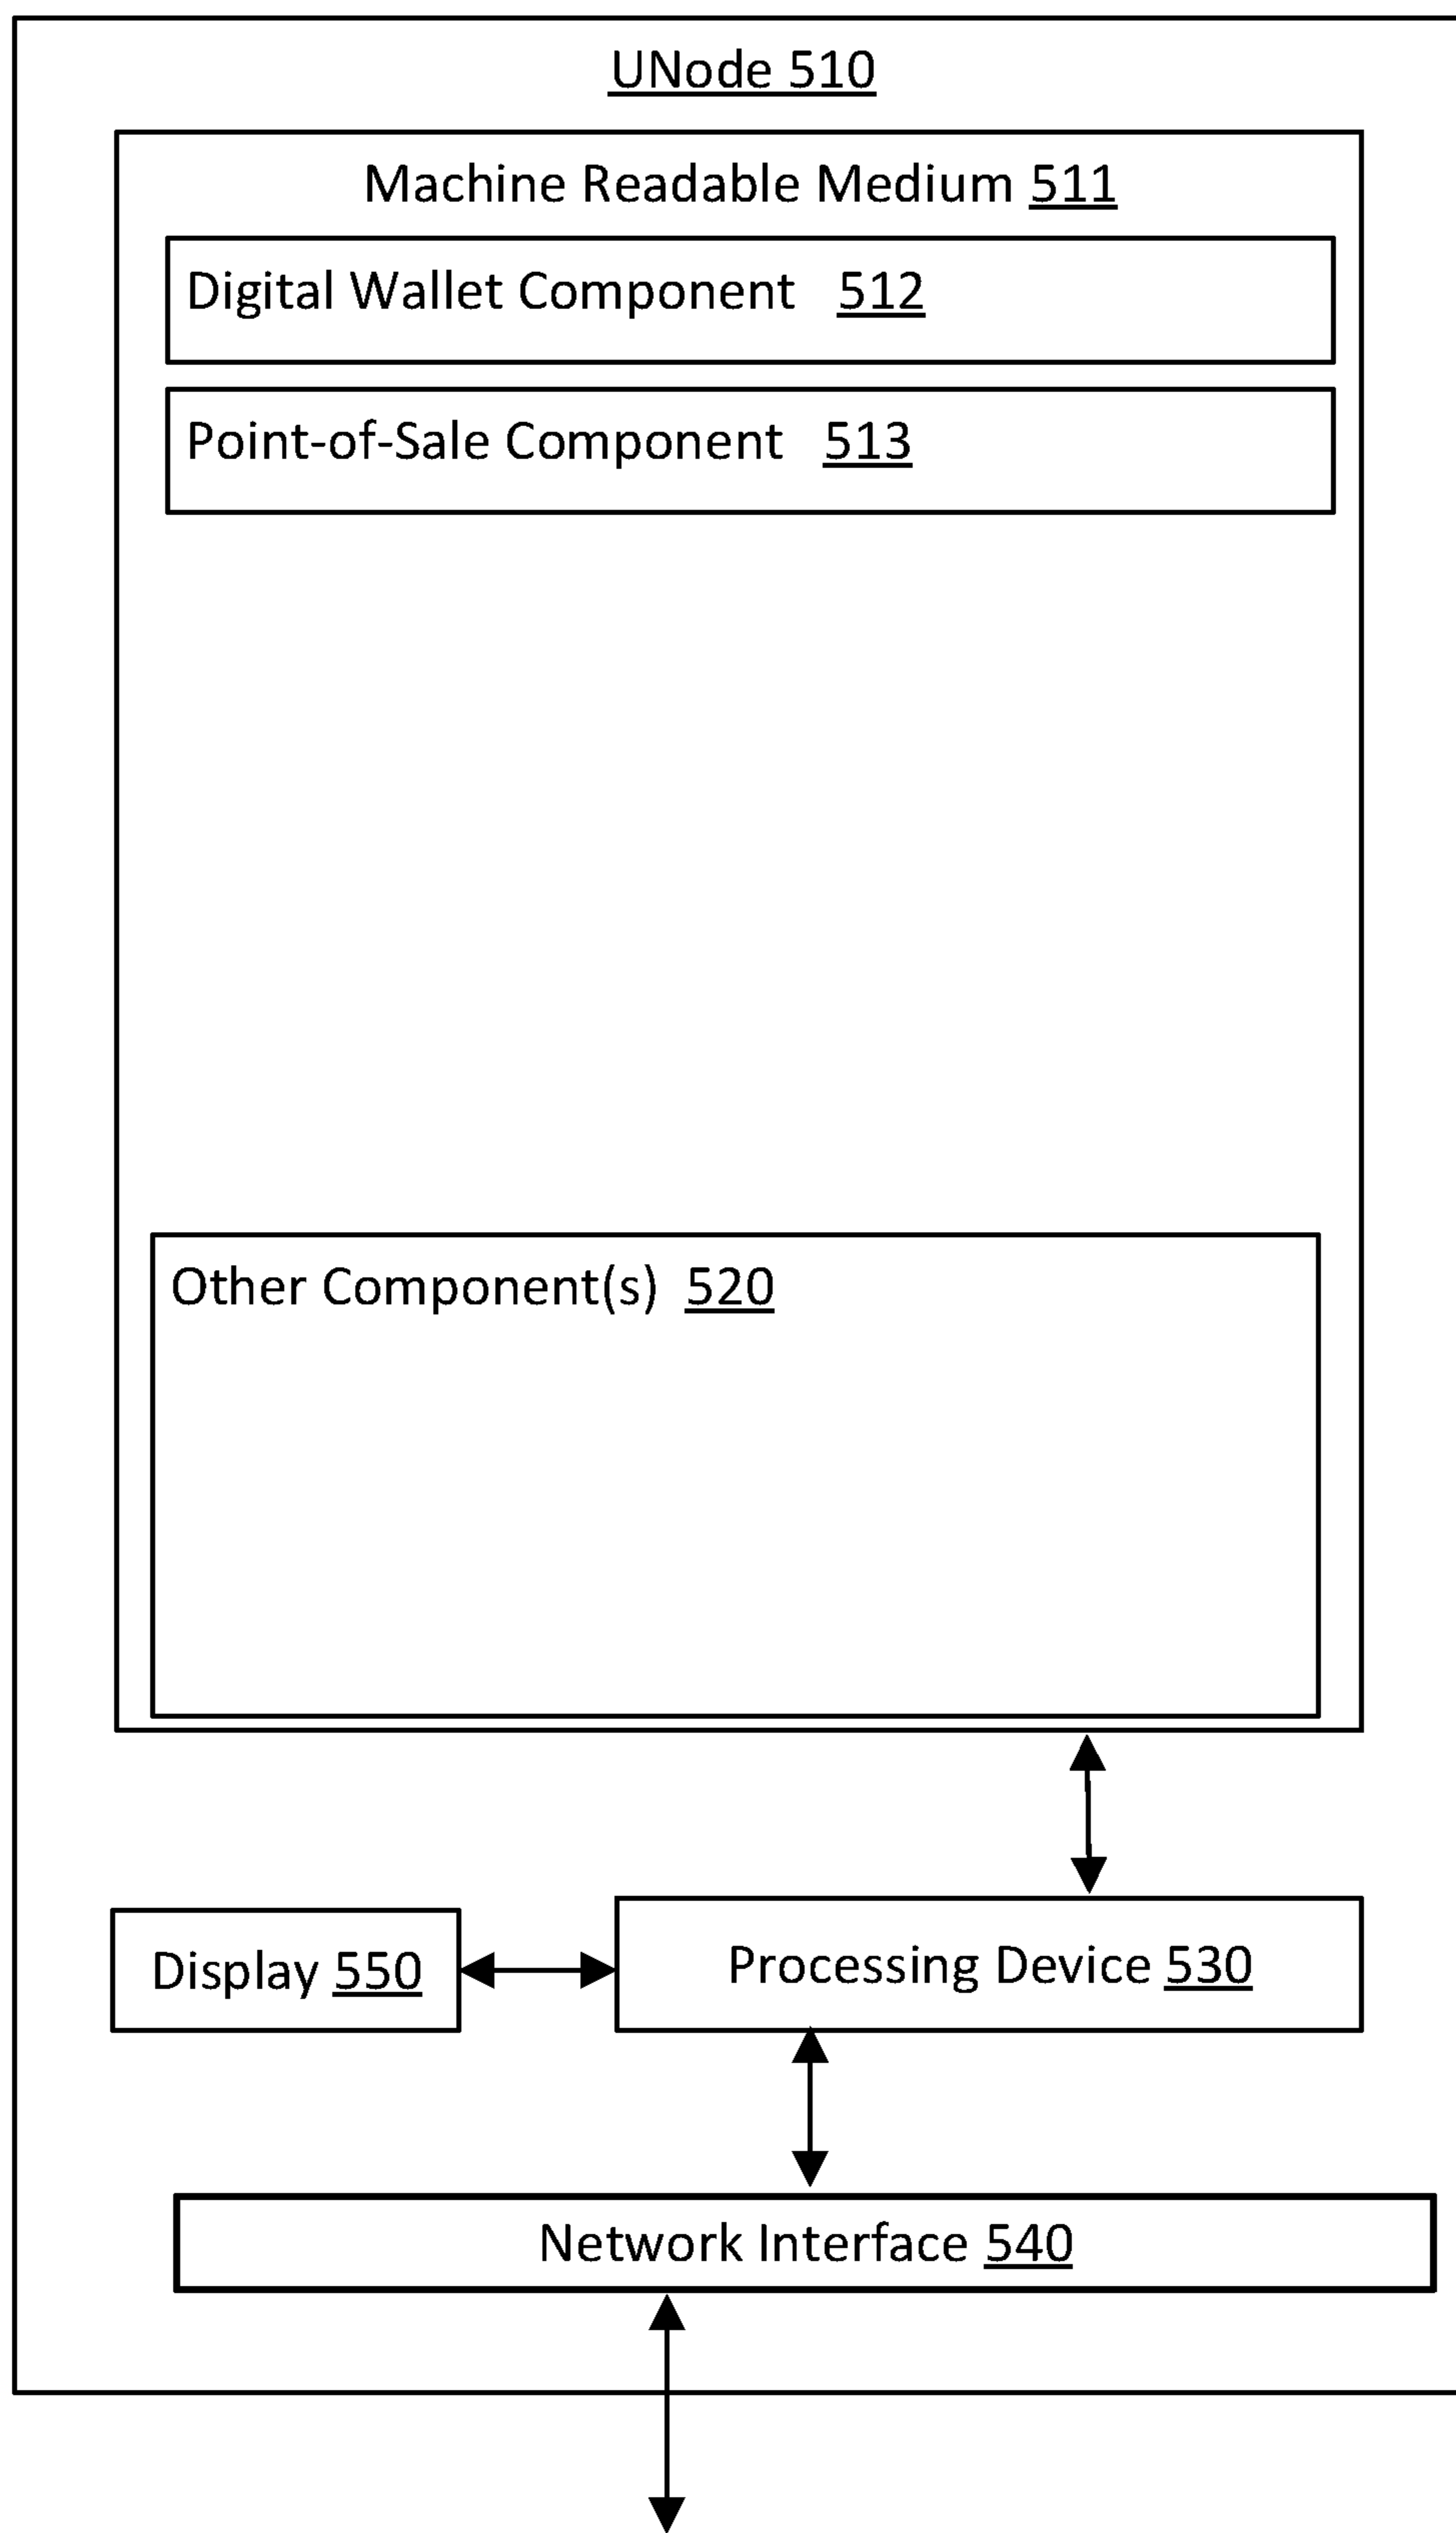 UNode 510
Machine Readable Medium 511
Digital Wallet Component 512
Point-of-Sale Component 513
Other Component(s) 520
Display 550
Processing Device 530
Network Interface 540